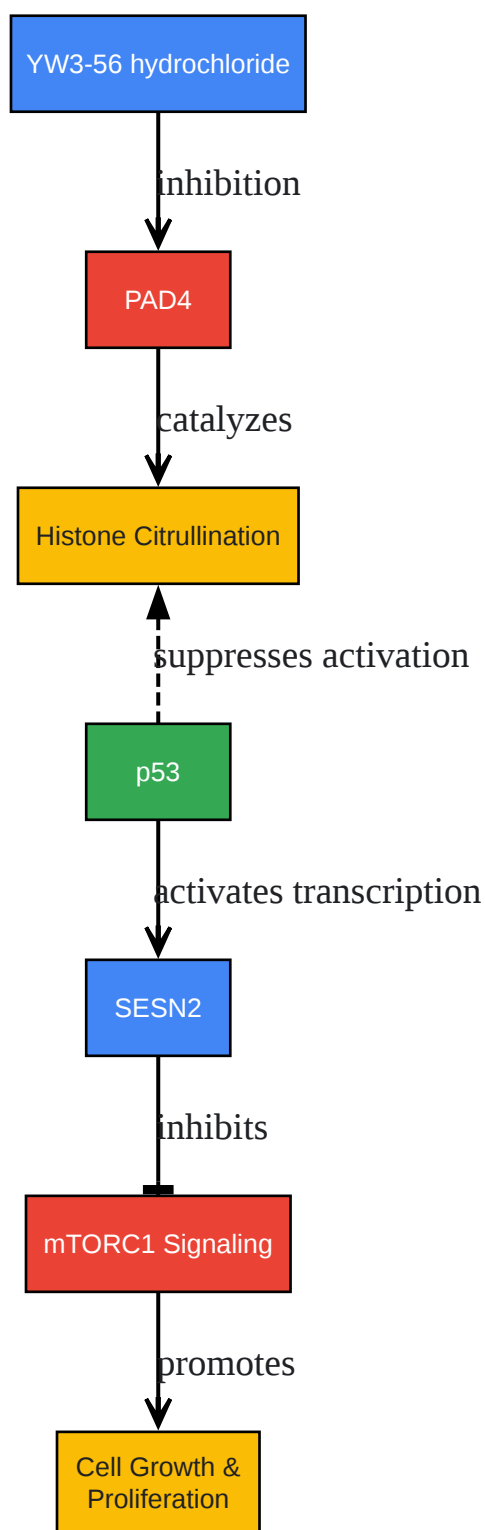 YW3-56 hydrochloride
inhibition
PAD4
catalyzes
Histone Citrullination
suppresses activation
p53
activates transcription
SESN2
inhibits
mTORC1 Signaling
promotes
Cell Growth &
Proliferation